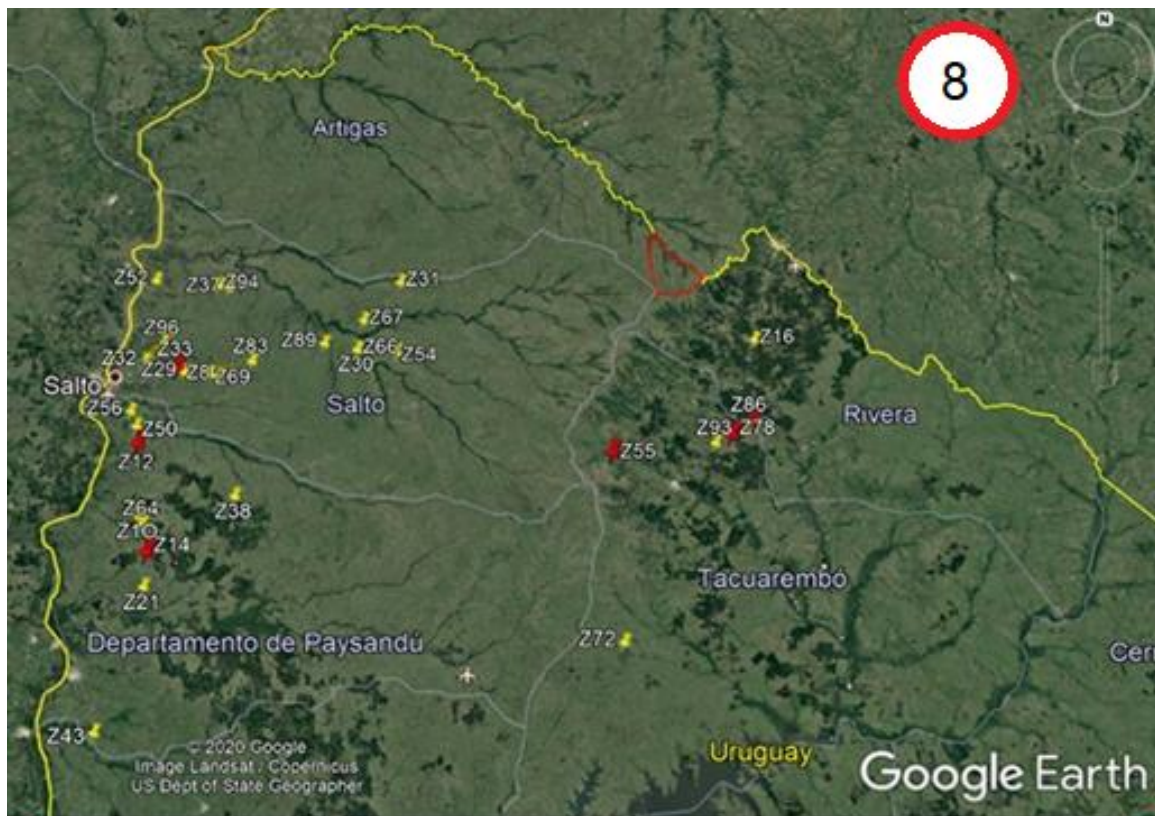 N
8
Artigas
Z52
Z37
Z94
Z31
Z67
Z96
Z33
Z83
Z89
Z66
Z54
Z16
Z32
Z29
Z69
Z30
Salto
Salto
Z56
Z86
Rivera
Z50
Z93
Z78
Z12
Z55
Z38
Z64
Z10
Z14
Tacuarembó
Z21
Departamento de Paysandú
Z72
Cerr
Z43
© 2020 Google
Image Landsat / Copernicus
US Dept of State Geographer
Uruguay
Google Earth